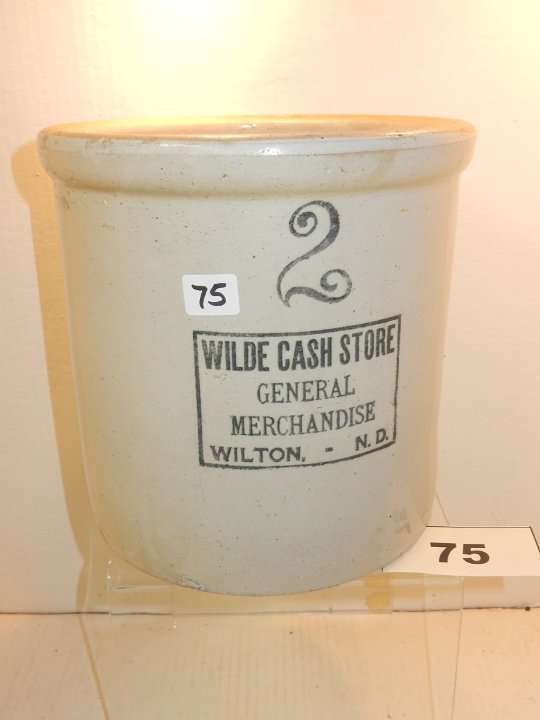 2
75
WILDE CASH STORE
GENERAL
MERCHANDISE
WILTON, - N.D.
75